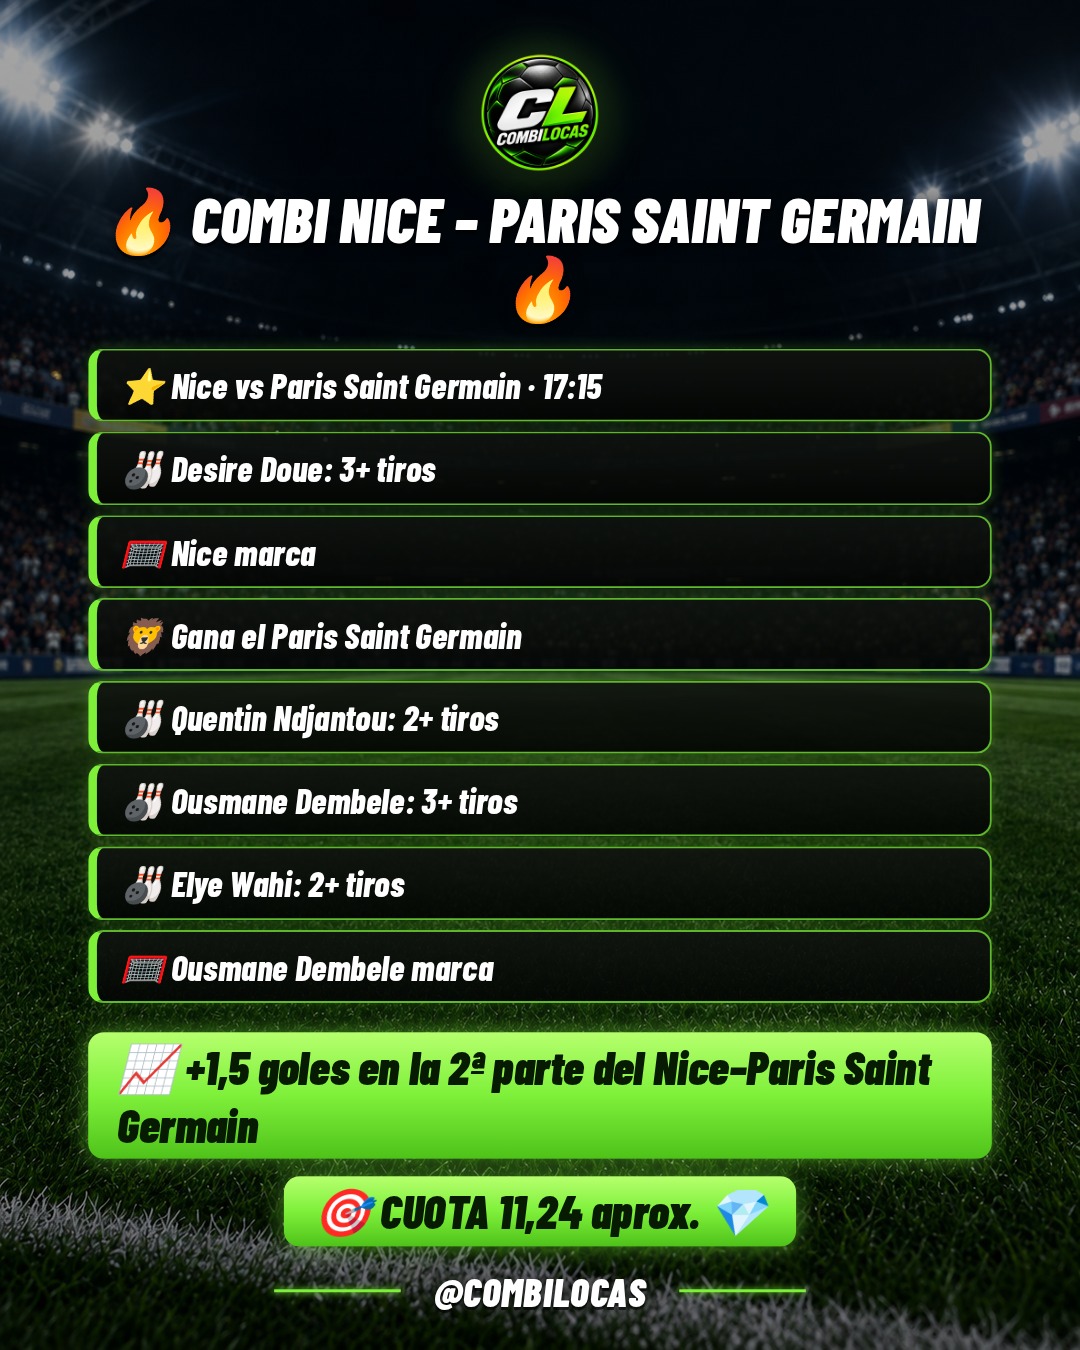 CL
COMBILOCAS
🔥 COMBI NICE – PARIS SAINT GERMAIN
🔥
⭐ Nice vs Paris Saint Germain · 17:15
🎳 Desire Doue: 3+ tiros
🥅 Nice marca
🦁 Gana el Paris Saint Germain
🎳 Quentin Ndjantou: 2+ tiros
🎳 Ousmane Dembele: 3+ tiros
🎳 Elye Wahi: 2+ tiros
🥅 Ousmane Dembele marca
📈 +1,5 goles en la 2ª parte del Nice–Paris Saint
Germain
🎯 CUOTA 11,24 aprox. 💎
@COMBILOCAS